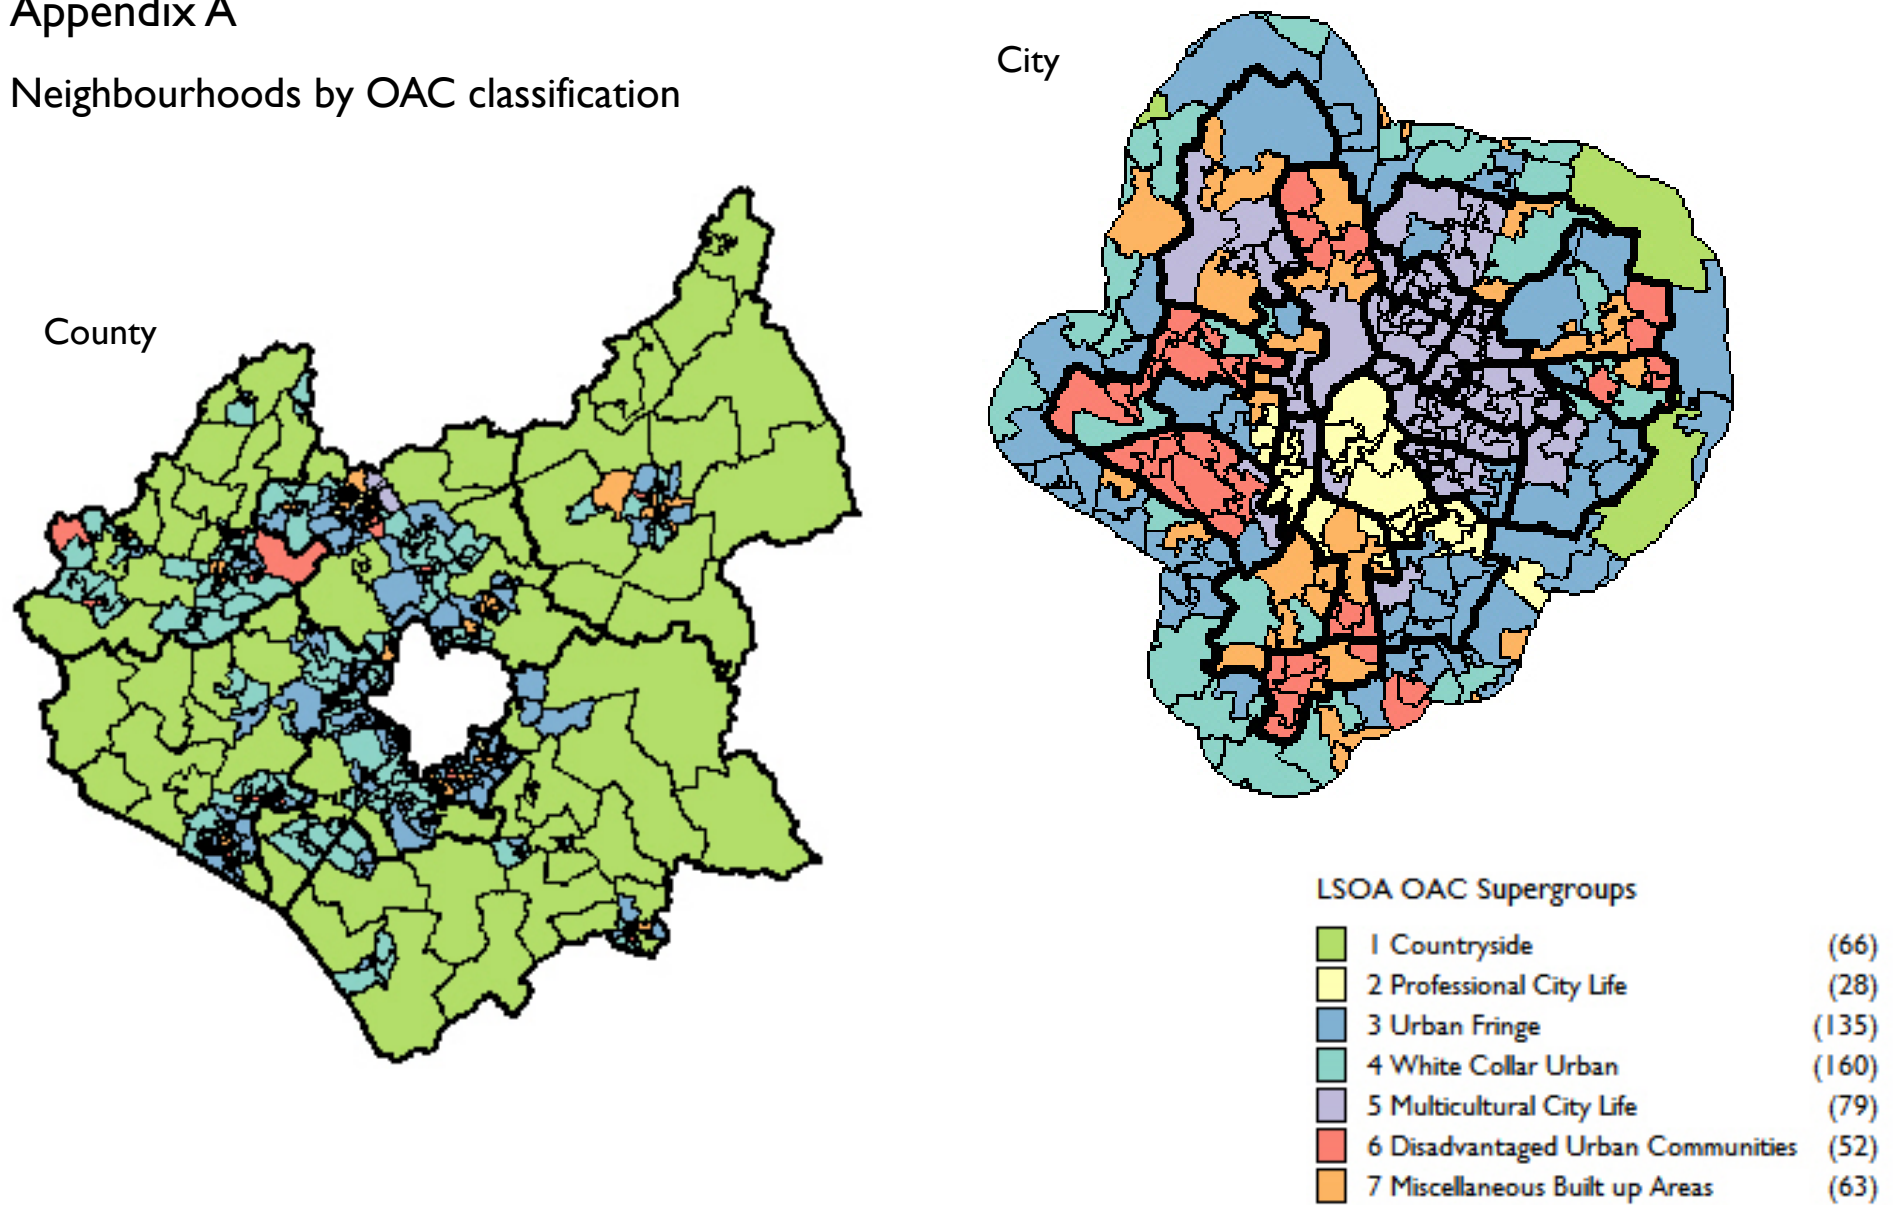 Appendix A
Neighbourhoods by OAC classification
City
County
LSOA OAC Supergroups
1 Countryside (66)
2 Professional City Life (28)
3 Urban Fringe (135)
4 White Collar Urban (160)
5 Multicultural City Life (79)
6 Disadvantaged Urban Communities (52)
7 Miscellaneous Built up Areas (63)